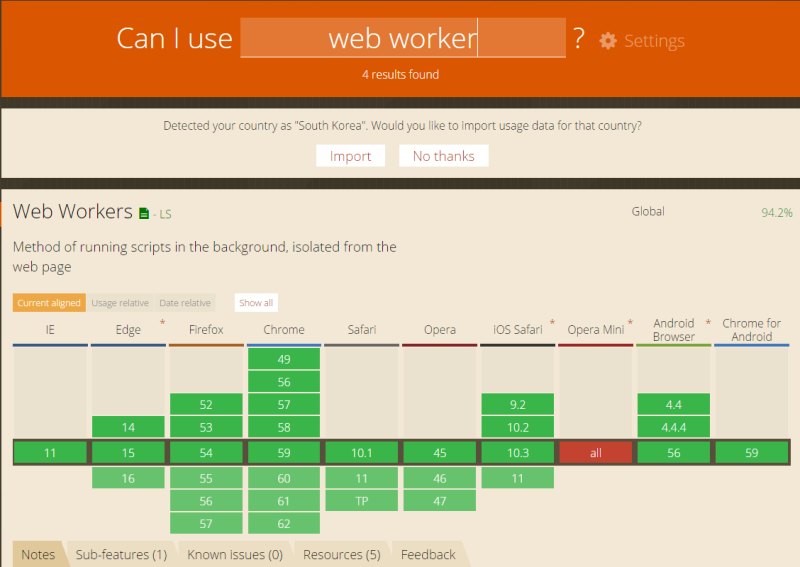 Can I use web worker ? Settings
4 results found
Detected your country as "South Korea". Would you like to import usage data for that country?
Import No thanks
Web Workers - LS Global 94.2%
Method of running scripts in the background, isolated from the
web page
Current aligned Usage relative Date relative Show all
IE Edge * Firefox Chrome Safari Opera iOS Safari * Opera Mini * Android Browser * Chrome for Android
49
56
52 57 9.2 4.4
14 53 58 10.2 4.4.4
11 15 54 59 10.1 45 10.3 all 56 59
16 55 60 11 46 11
56 61 TP 47
57 62
Notes Sub-features (1) Known issues (0) Resources (5) Feedback